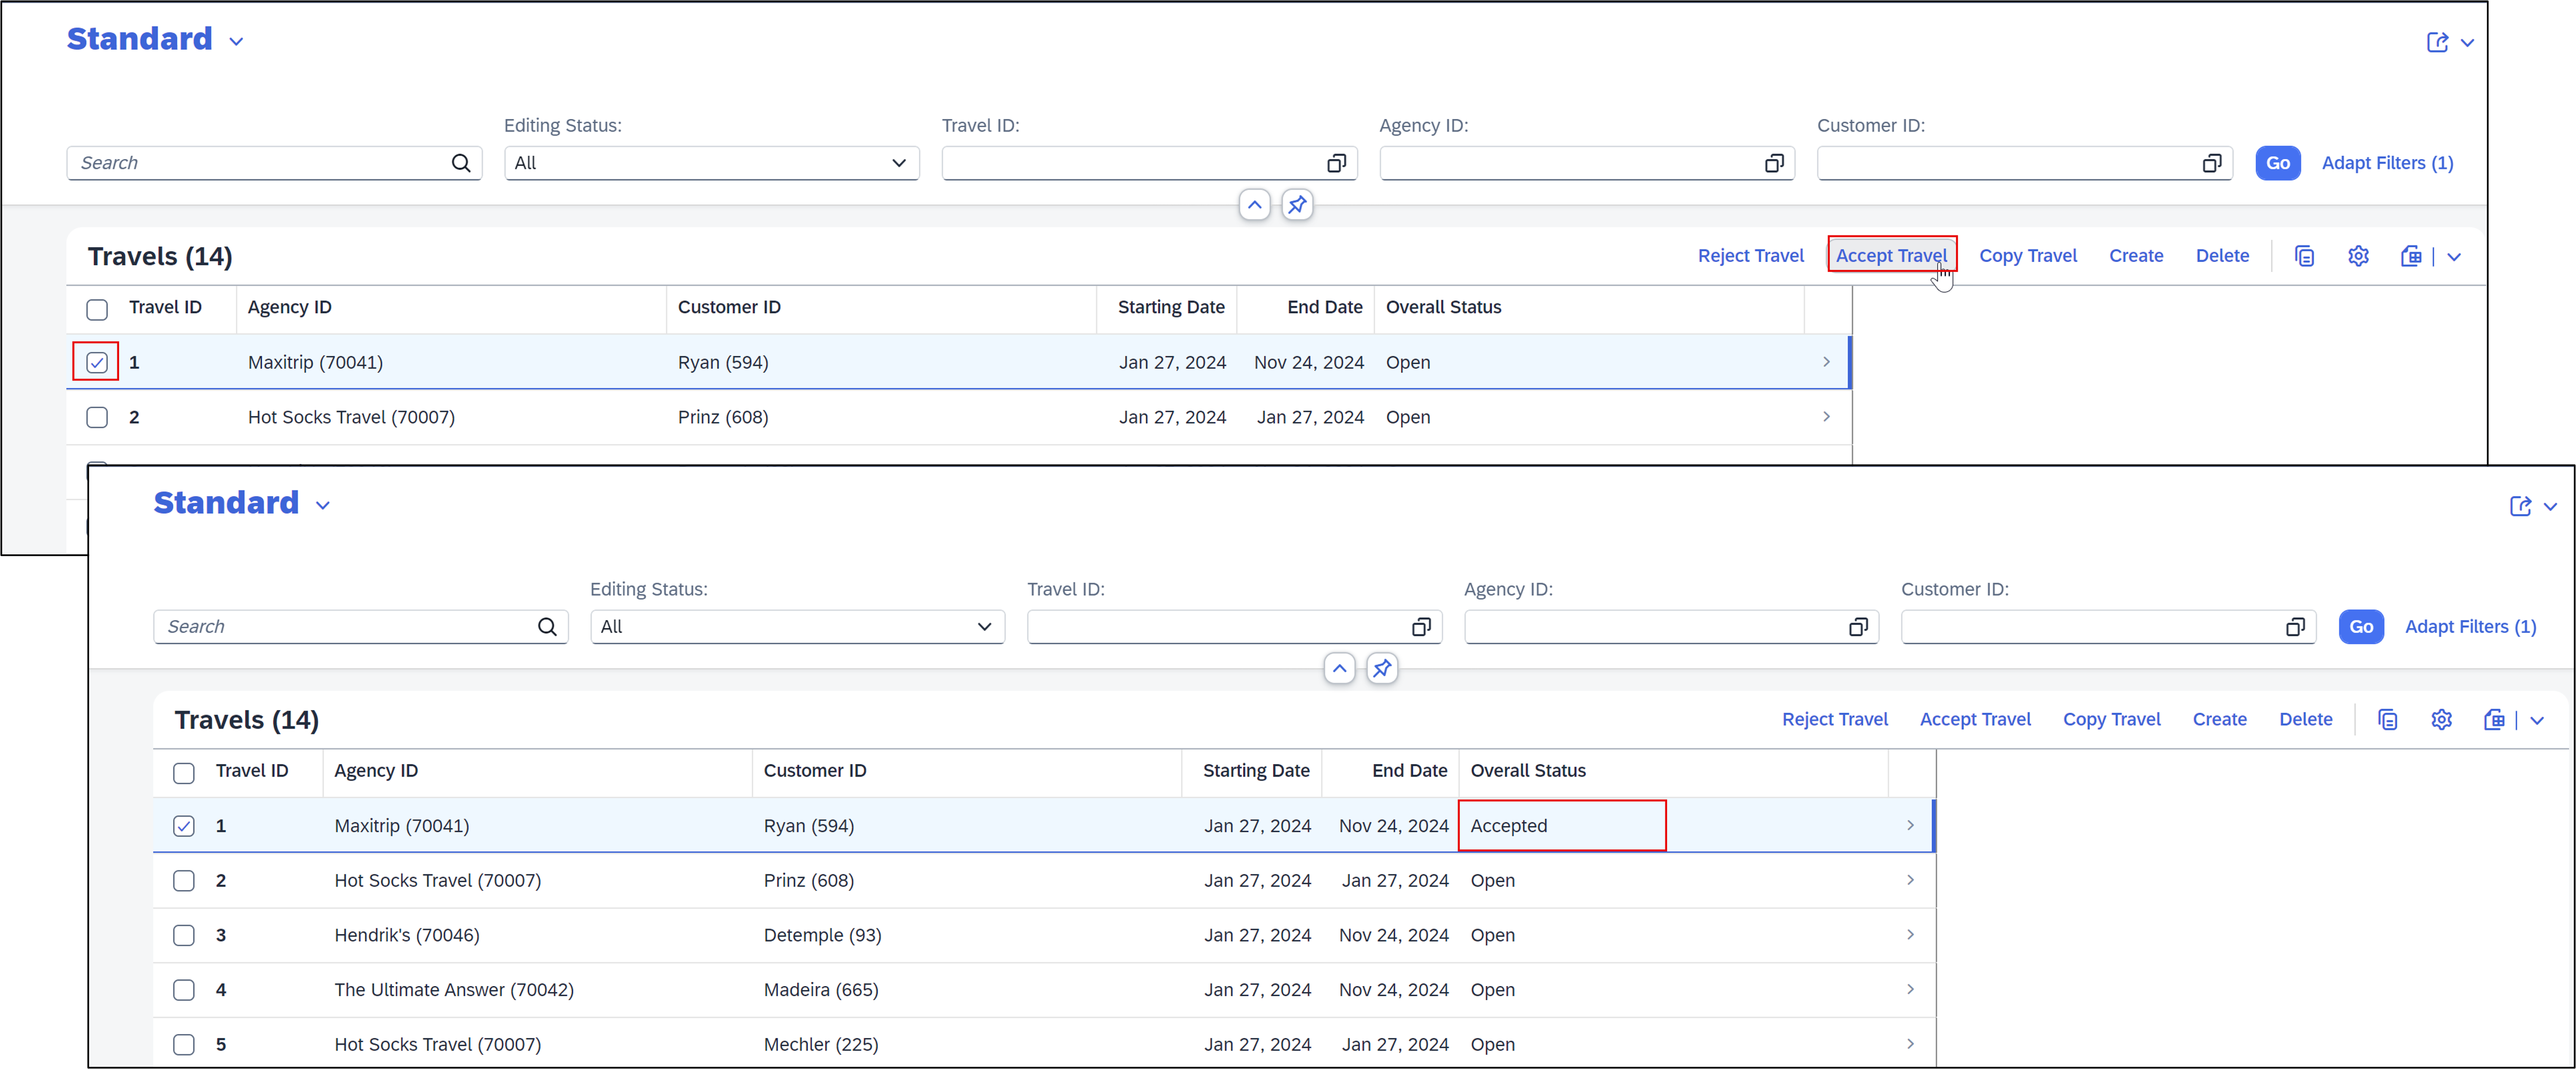 Standard
Editing Status: Travel ID: Agency ID: Customer ID:
Search All Go Adapt Filters (1)
Travels (14) Reject Travel Accept Travel Copy Travel Create Delete
Travel ID Agency ID Customer ID Starting Date End Date Overall Status
1 Maxitrip (70041) Ryan (594) Jan 27, 2024 Nov 24, 2024 Open
2 Hot Socks Travel (70007) Prinz (608) Jan 27, 2024 Jan 27, 2024 Open
Standard
Editing Status: Travel ID: Agency ID: Customer ID:
Search All Go Adapt Filters (1)
Travels (14) Reject Travel Accept Travel Copy Travel Create Delete
Travel ID Agency ID Customer ID Starting Date End Date Overall Status
1 Maxitrip (70041) Ryan (594) Jan 27, 2024 Nov 24, 2024 Accepted
2 Hot Socks Travel (70007) Prinz (608) Jan 27, 2024 Jan 27, 2024 Open
3 Hendrik's (70046) Detemple (93) Jan 27, 2024 Nov 24, 2024 Open
4 The Ultimate Answer (70042) Madeira (665) Jan 27, 2024 Nov 24, 2024 Open
5 Hot Socks Travel (70007) Mechler (225) Jan 27, 2024 Jan 27, 2024 Open